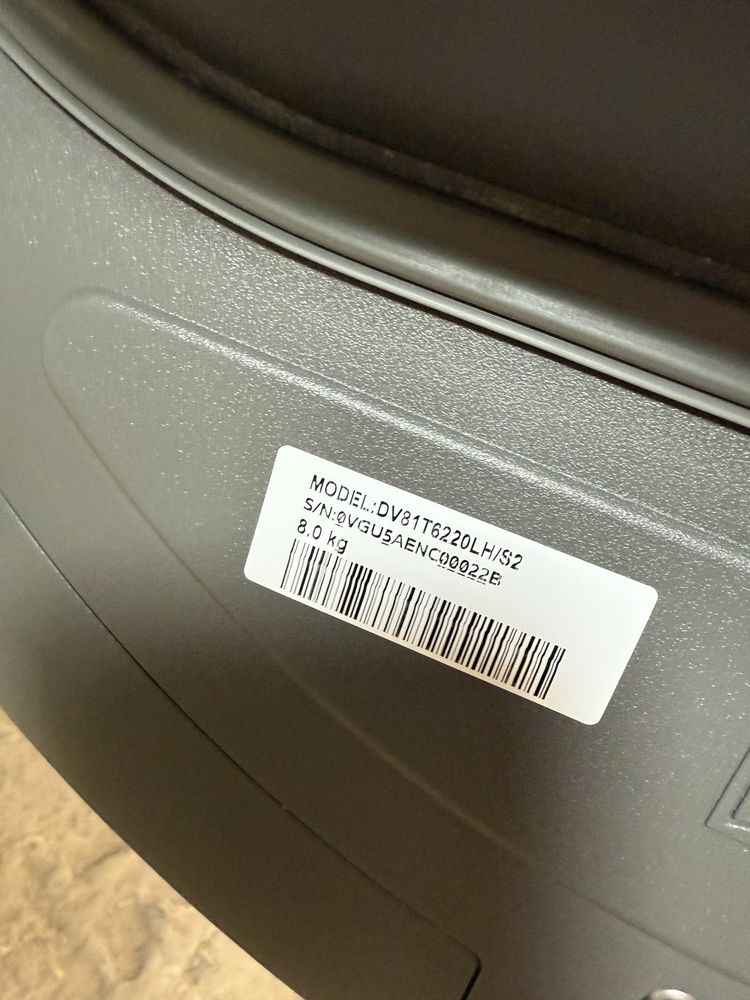 MODEL:DV81T6220LH/S2
S/N:0VGU5AENC00022B
8.0 kg